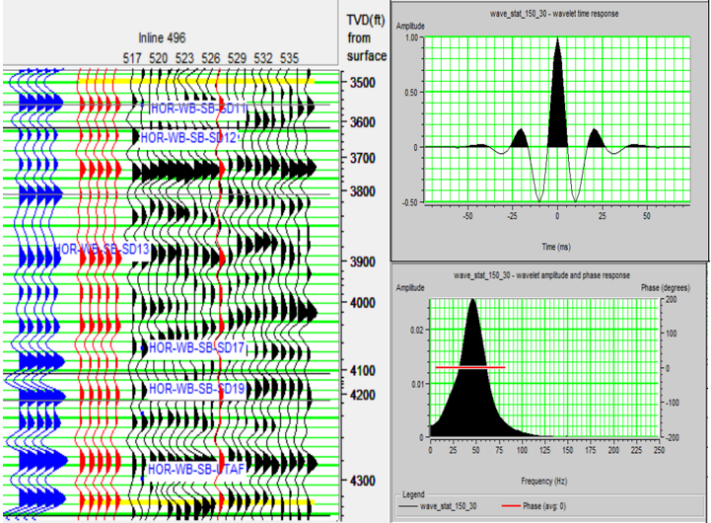 Inline 496
517 520 523 526 529 532 535
TVD(ft)
from
surface
3500
3600
3700
3800
3900
4000
4100
4200
4300
HOR-WB-SB-SD11
HOR-WB-SB-SD12
HOR-WB-SB-SD13
HOR-WB-SB-SD17
HOR-WB-SB-SD19
HOR-WB-SB-UTAF
wave_stat_150_30 - wavelet time response
Amplitude
1.00
0.50
0
-0.50
-50 -25 0 25 50
Time (ms)
wave_stat_150_30 - wavelet amplitude and phase response
Amplitude Phase (degrees)
0.02
0.01
0
200
100
0
-100
-200
0 25 50 75 100 125 150 175 200 225 250
Frequency (Hz)
Legend
wave_stat_150_30 Phase (avg: 0)